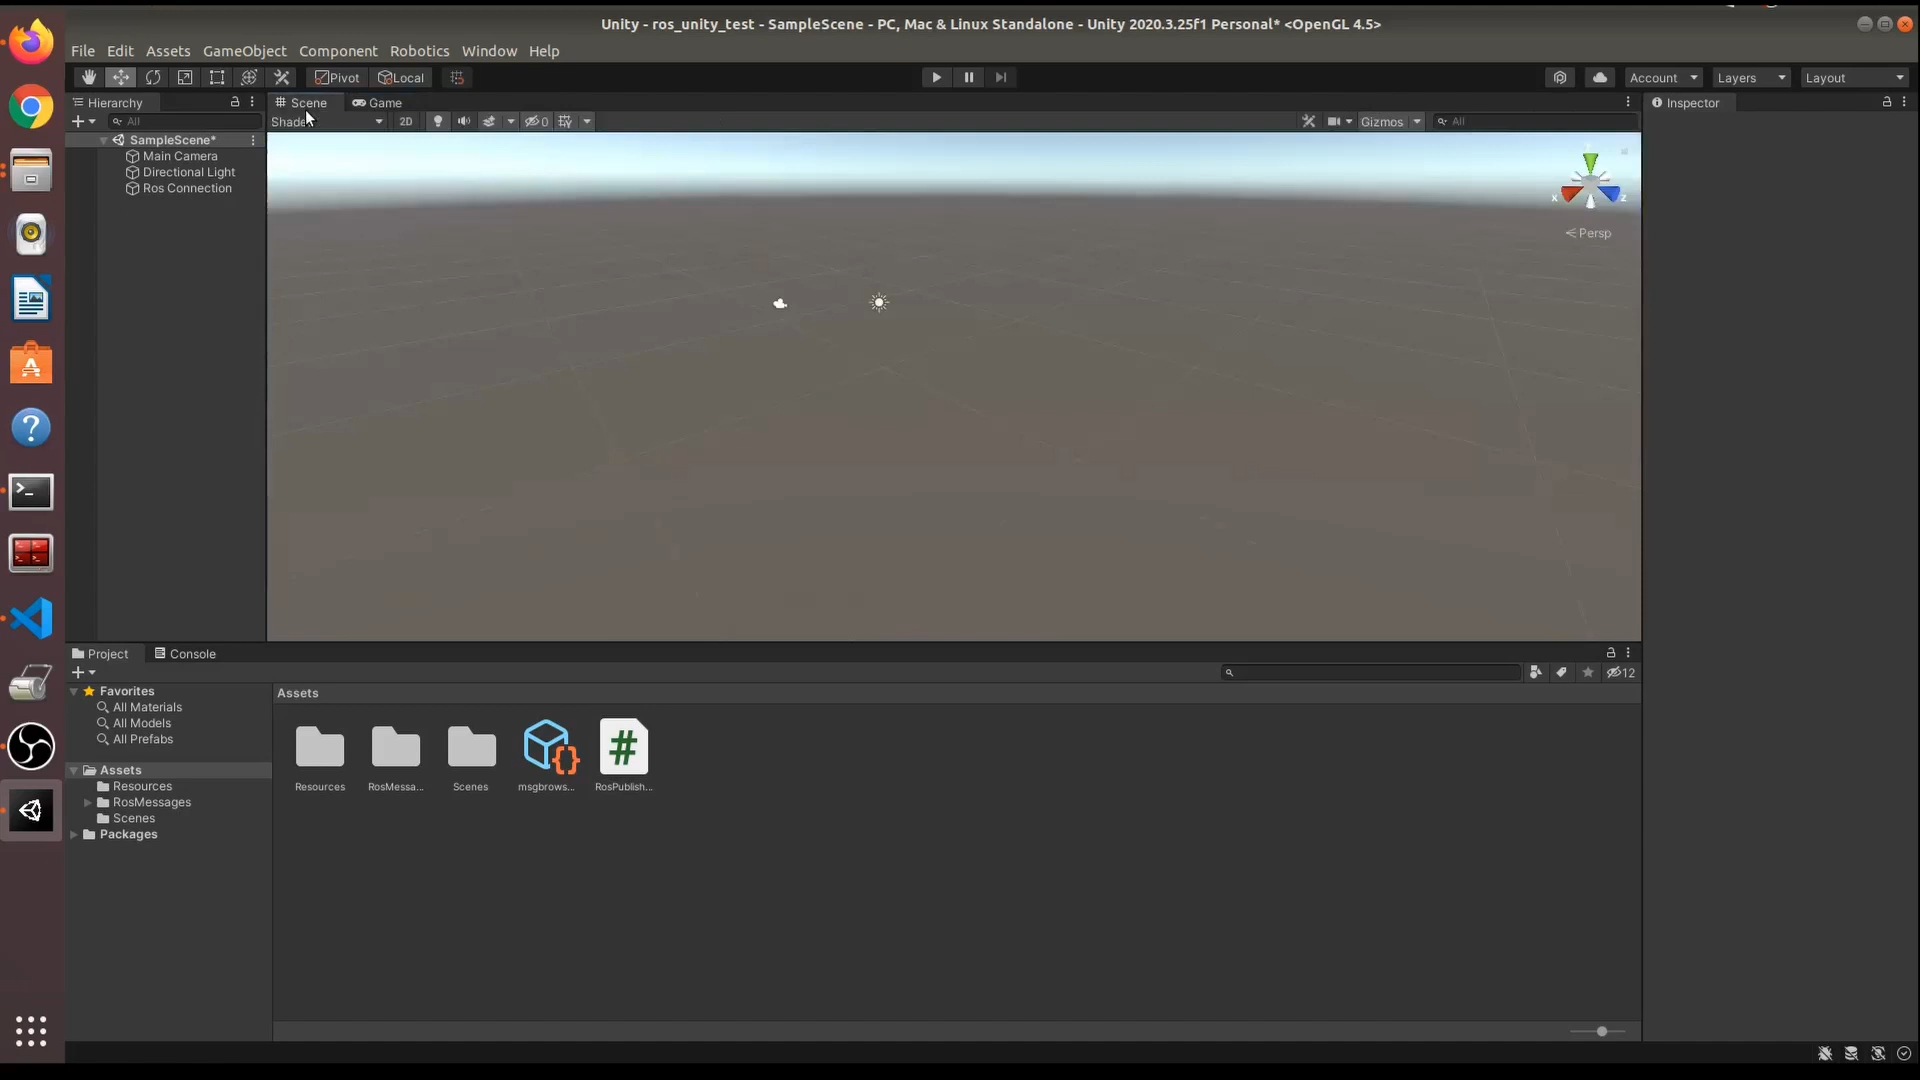 Unity - ros_unity_test - SampleScene - PC, Mac & Linux Standalone - Unity 2020.3.25f1 Personal* <OpenGL 4.5>
File Edit Assets GameObject Component Robotics Window Help
Pivot Local Account Layers Layout
Hierarchy Scene Game Inspector
All Shade 2D 0 Gizmos All
SampleScene*
Main Camera
Directional Light
Ros Connection
x z
Persp
Project Console
12
Favorites
All Materials
All Models
All Prefabs
Assets
Resources
RosMessages
Scenes
Packages
Assets
Resources RosMessa... Scenes msgbrows... RosPublish...